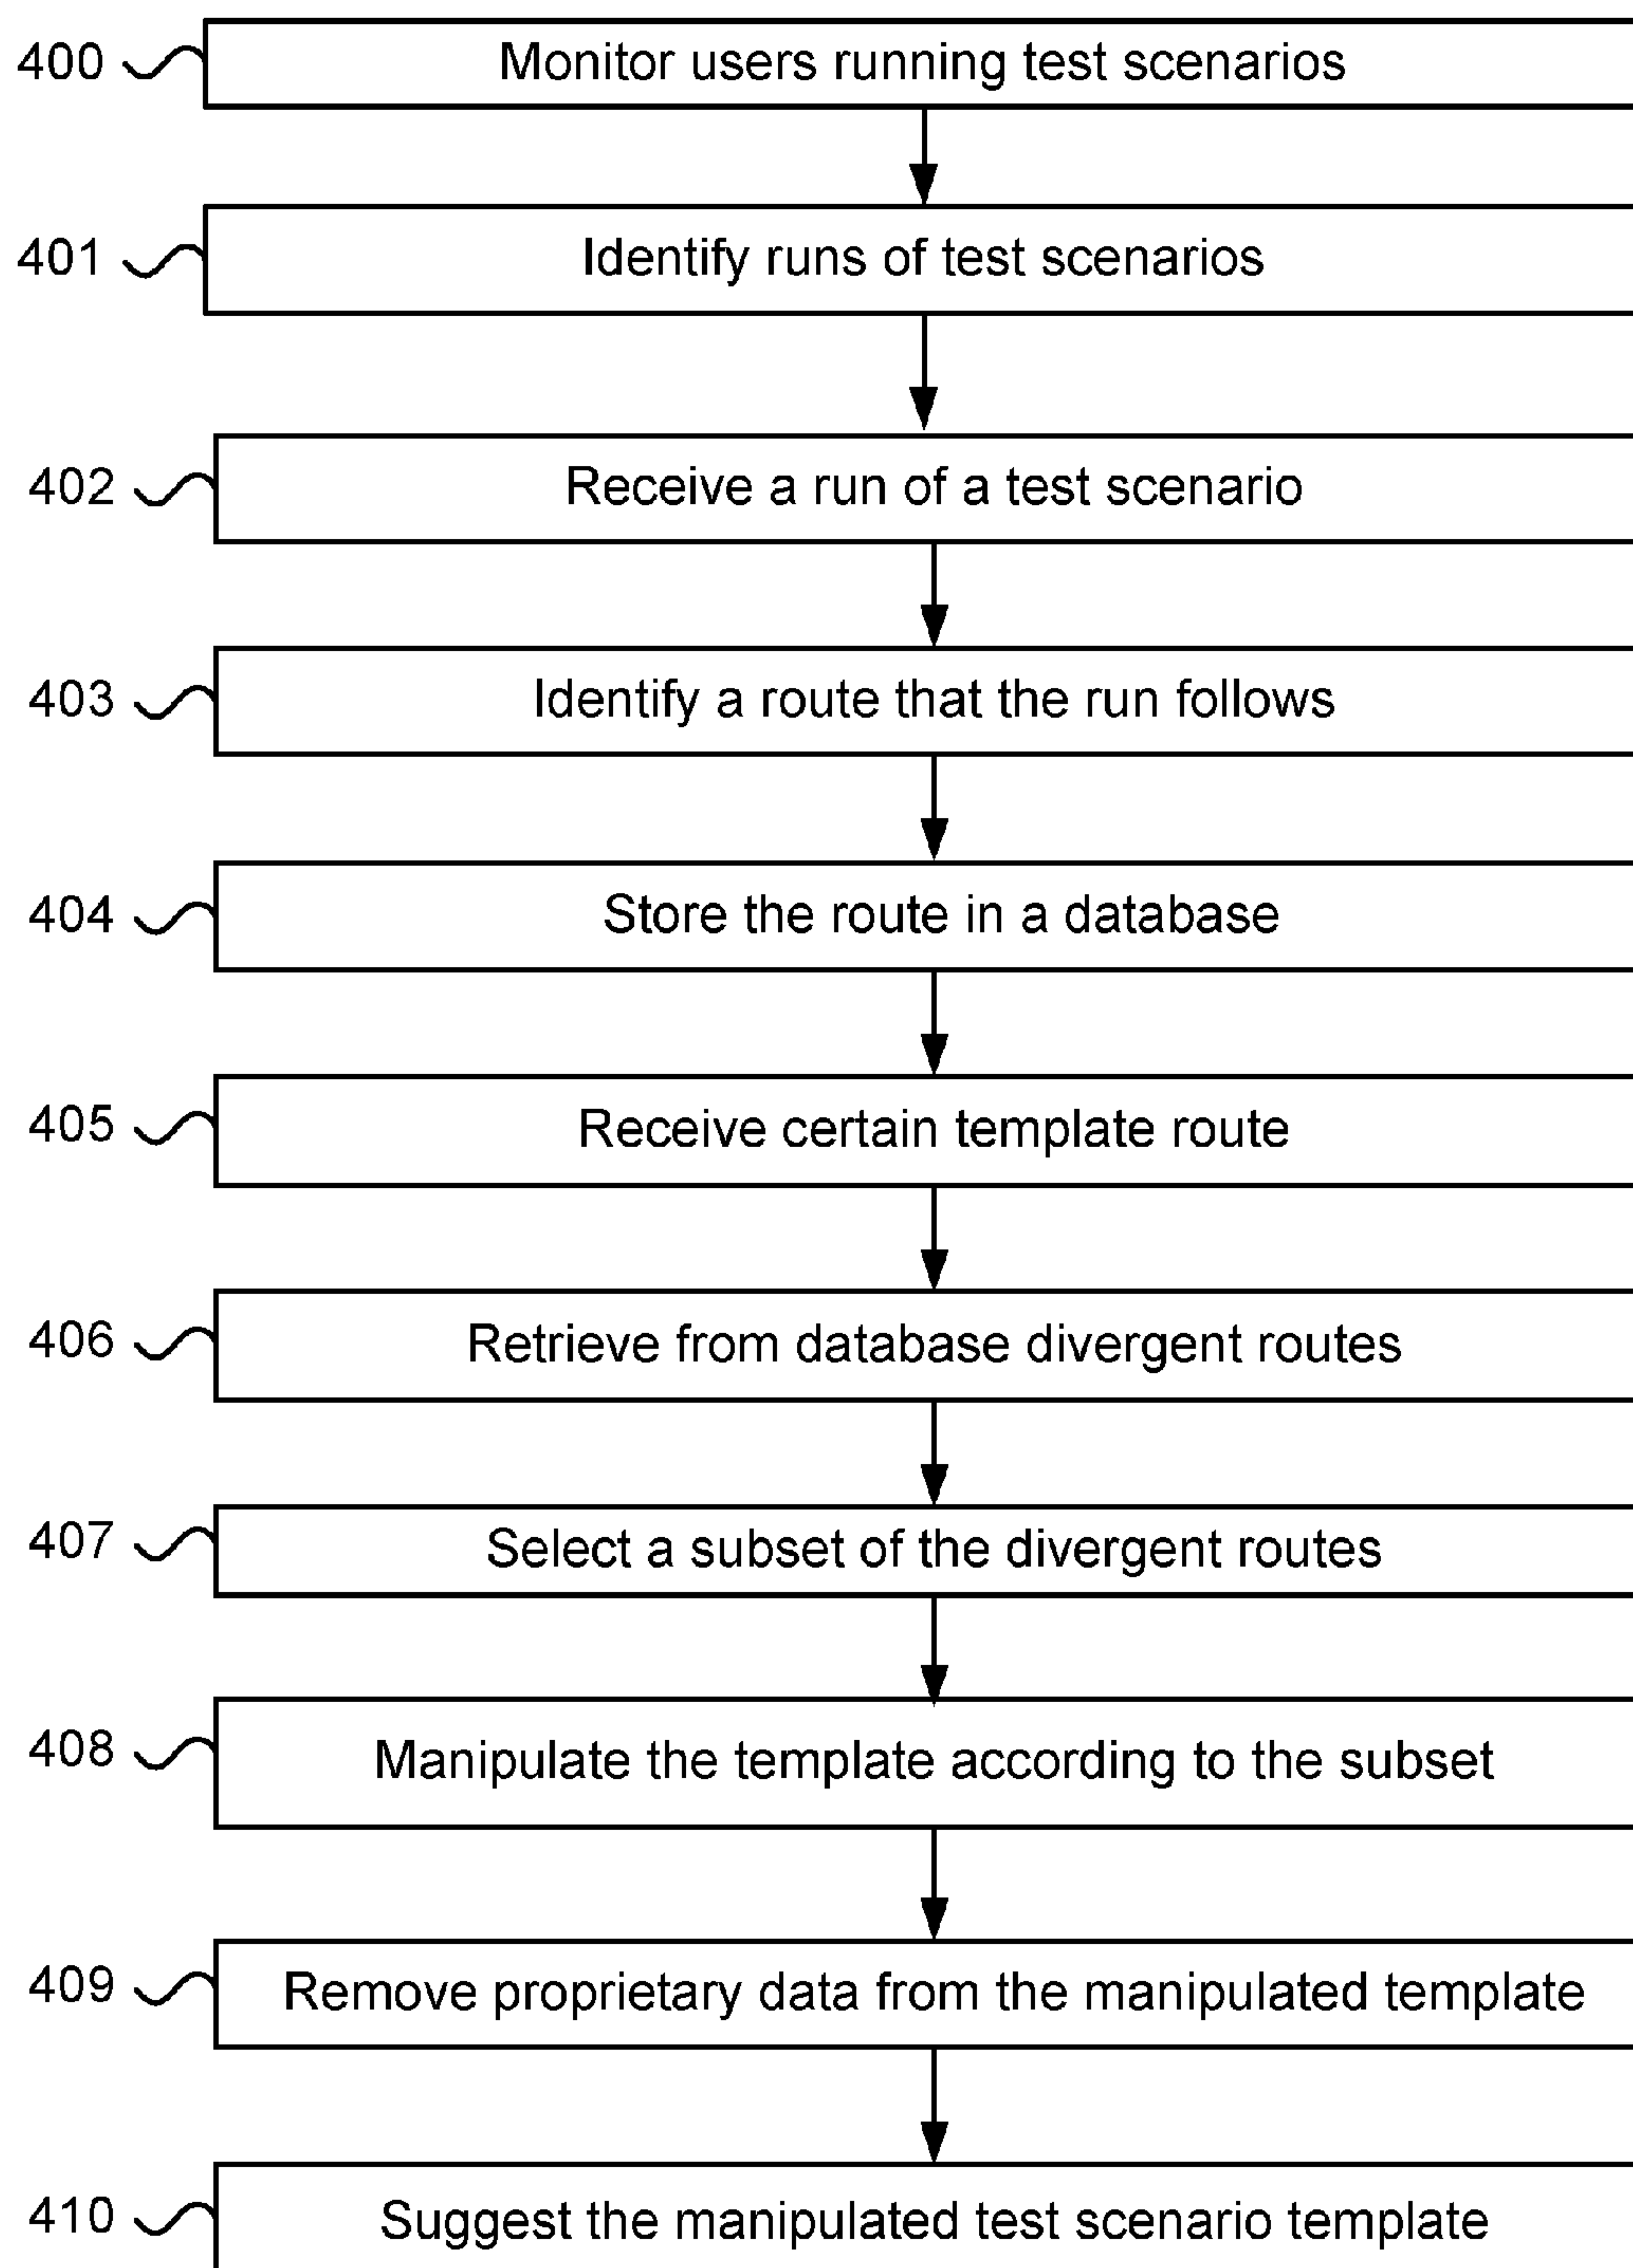 400 Monitor users running test scenarios
401 Identify runs of test scenarios
402 Receive a run of a test scenario
403 Identify a route that the run follows
404 Store the route in a database
405 Receive certain template route
406 Retrieve from database divergent routes
407 Select a subset of the divergent routes
408 Manipulate the template according to the subset
409 Remove proprietary data from the manipulated template
410 Suggest the manipulated test scenario template